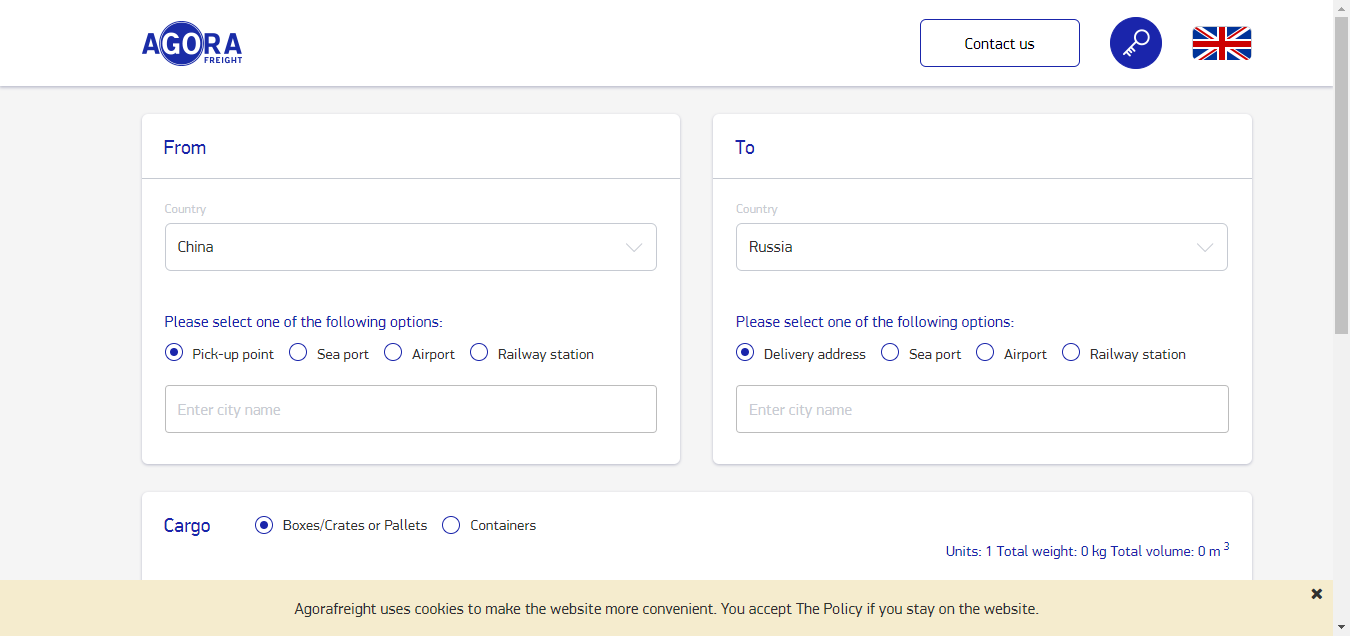 AGORA
FREIGHT
Contact us
From
Country
China
Please select one of the following options:
Pick-up point Sea port Airport Railway station
Enter city name
To
Country
Russia
Please select one of the following options:
Delivery address Sea port Airport Railway station
Enter city name
Cargo Boxes/Crates or Pallets Containers
Units: 1 Total weight: 0 kg Total volume: 0 m 3
Agorafreight uses cookies to make the website more convenient. You accept The Policy if you stay on the website.